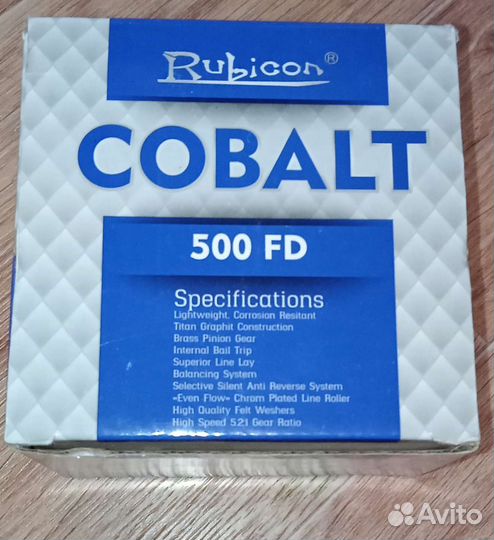 Rubicon®
COBALT
500 FD
Specifications
Lightweight, Corrosion Resitant
Titan Graphit Construction
Brass Pinion Gear
Internal Bail Trip
Superior Line Lay
Balancing System
Selective Silent Anti Reverse System
«Even Flow» Chrom Plated Line Roller
High Quality Felt Weshers
High Speed 5.2:1 Gear Ratio
Avito